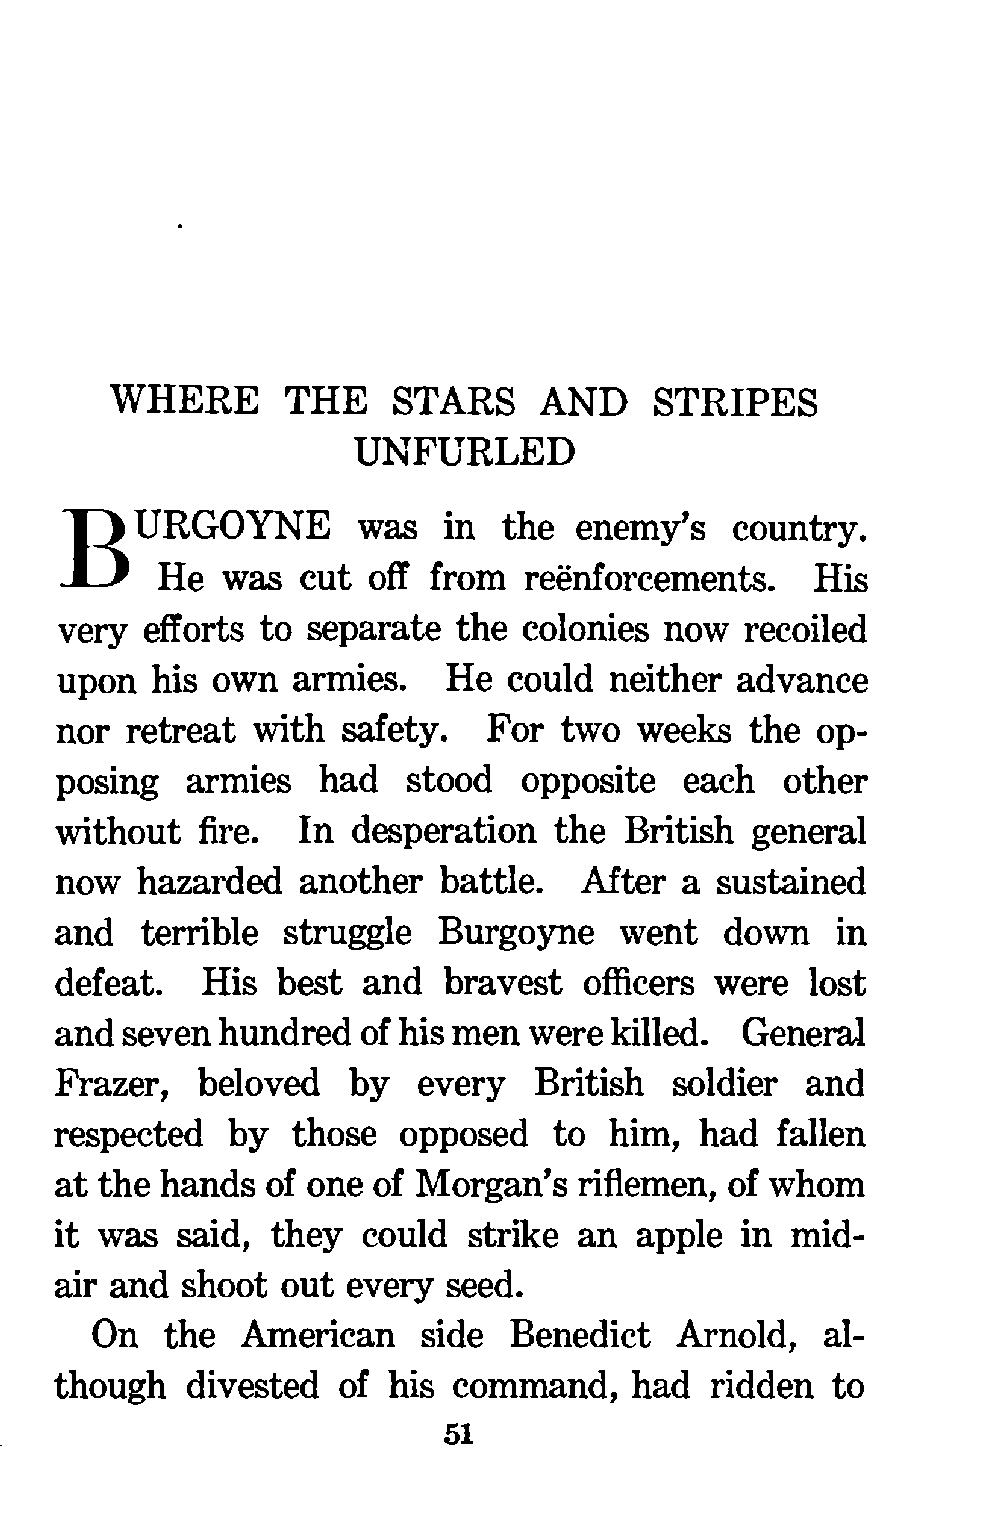 WHERE THE STARS AND STRIPES
UNFURLED
BURGOYNE was in the enemy's country.
He was cut off from reënforcements. His
very efforts to separate the colonies now recoiled
upon his own armies. He could neither advance
nor retreat with safety. For two weeks the op-
posing armies had stood opposite each other
without fire. In desperation the British general
now hazarded another battle. After a sustained
and terrible struggle Burgoyne went down in
defeat. His best and bravest officers were lost
and seven hundred of his men were killed. General
Frazer, beloved by every British soldier and
respected by those opposed to him, had fallen
at the hands of one of Morgan's riflemen, of whom
it was said, they could strike an apple in mid-
air and shoot out every seed.
On the American side Benedict Arnold, al-
though divested of his command, had ridden to
51